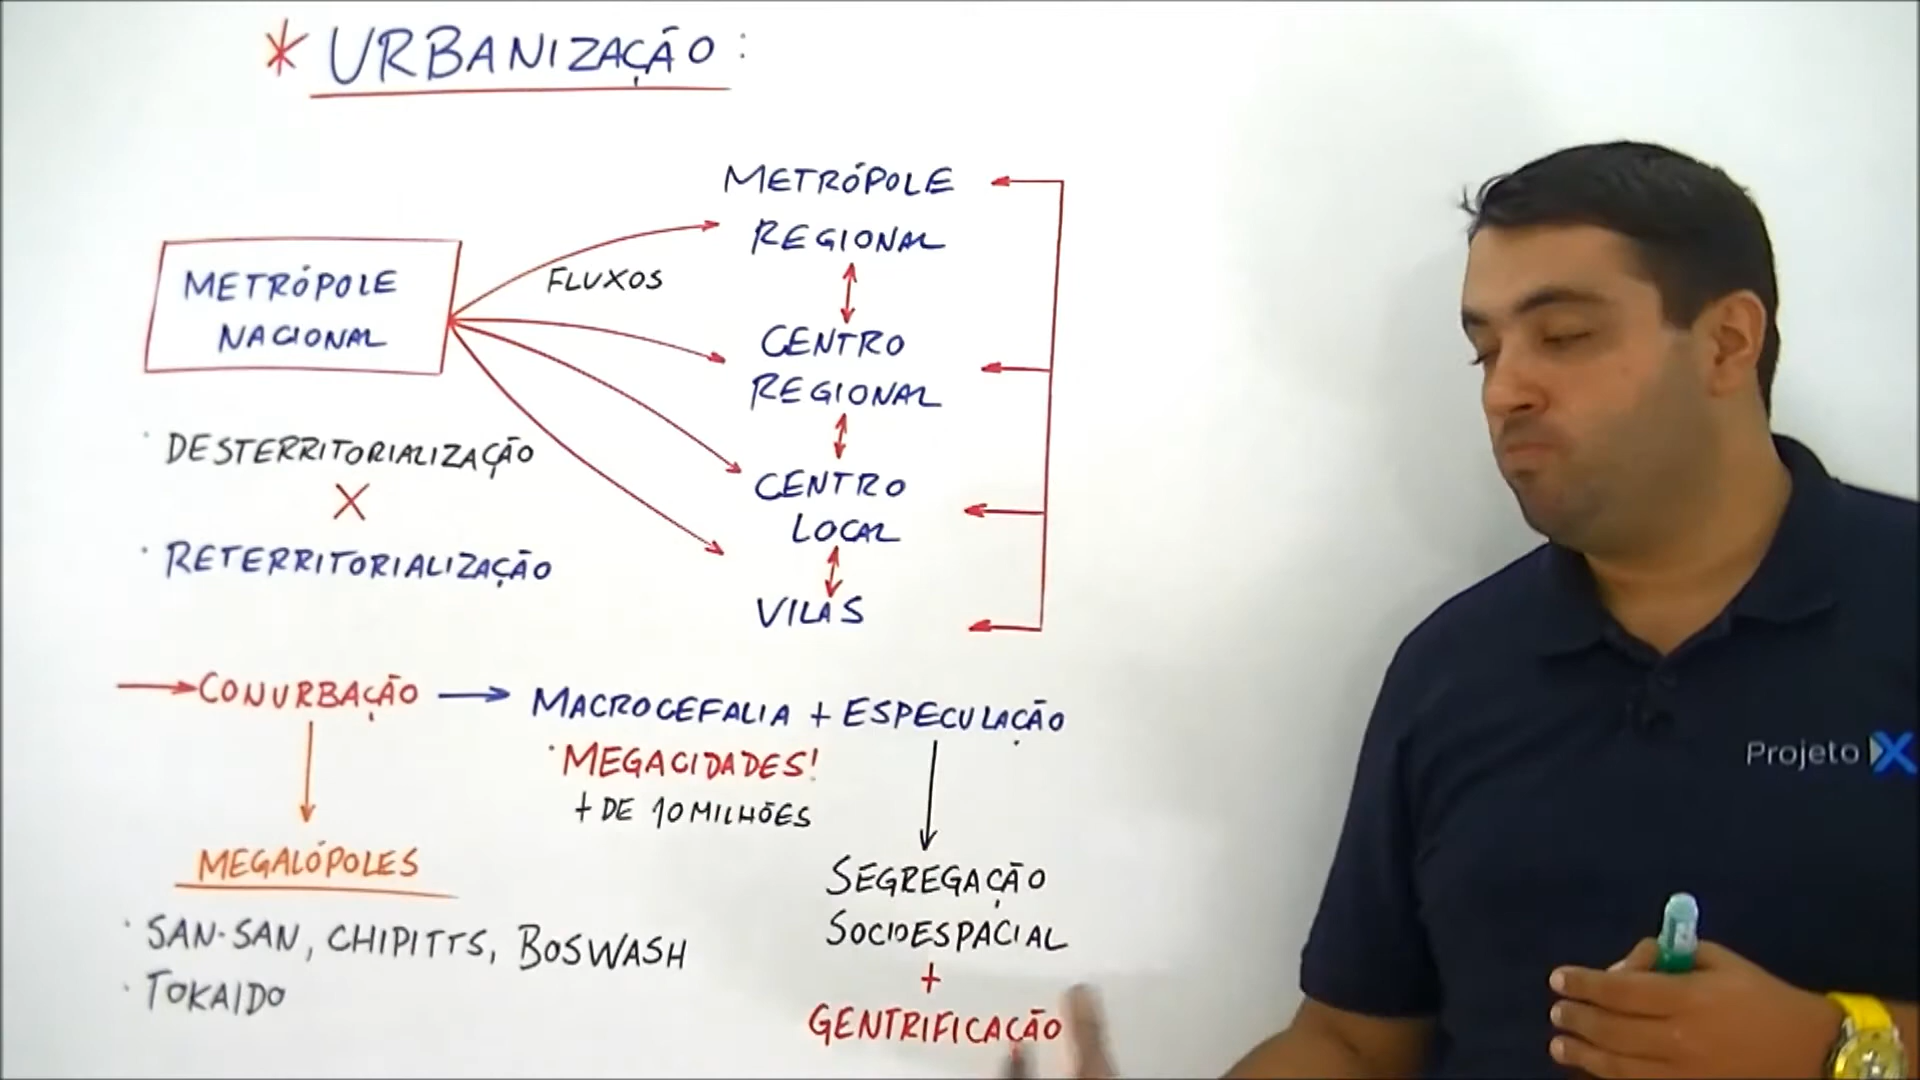 * URBANIZAÇÃO:
METRÓPOLE
REGIONAL
METRÓPOLE
NACIONAL
FLUXOS
CENTRO
REGIONAL
CENTRO
LOCAL
VILAS
· DESTERRITORIALIZAÇÃO
X
· RETERRITORIALIZAÇÃO
→ CONURBAÇÃO → MACROCEFALIA + ESPECULAÇÃO
· MEGACIDADES!
+ DE 10 MILHÕES
MEGALÓPOLES
· SAN-SAN, CHIPITTS, BOSWASH
· TOKAIDO
SEGREGAÇÃO
SOCIOESPACIAL
+
GENTRIFICAÇÃO
Projeto X